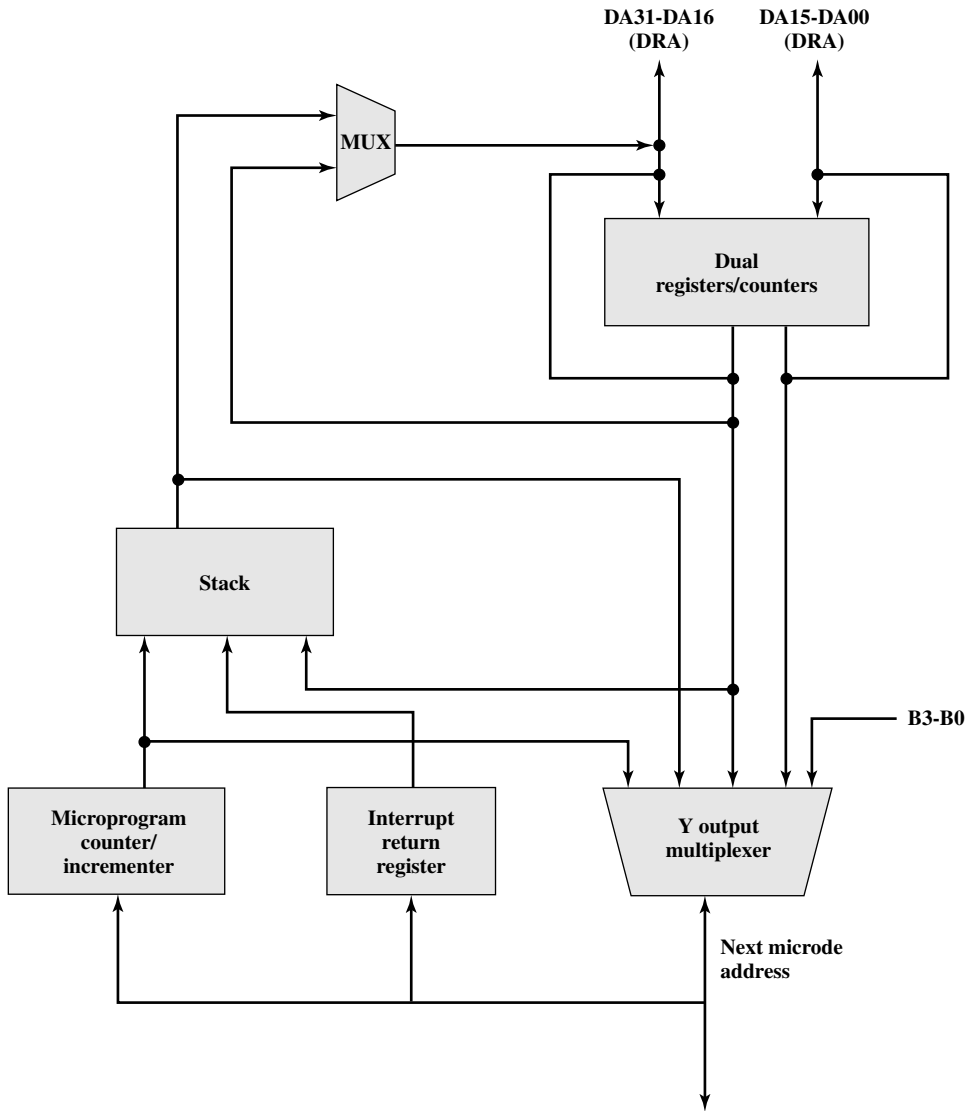 DA31-DA16
(DRA)
DA15-DA00
(DRA)
MUX
Dual
registers/counters
Stack
B3-B0
Microprogram
counter/
incrementer
Interrupt
return
register
Y output
multiplexer
Next microde
address